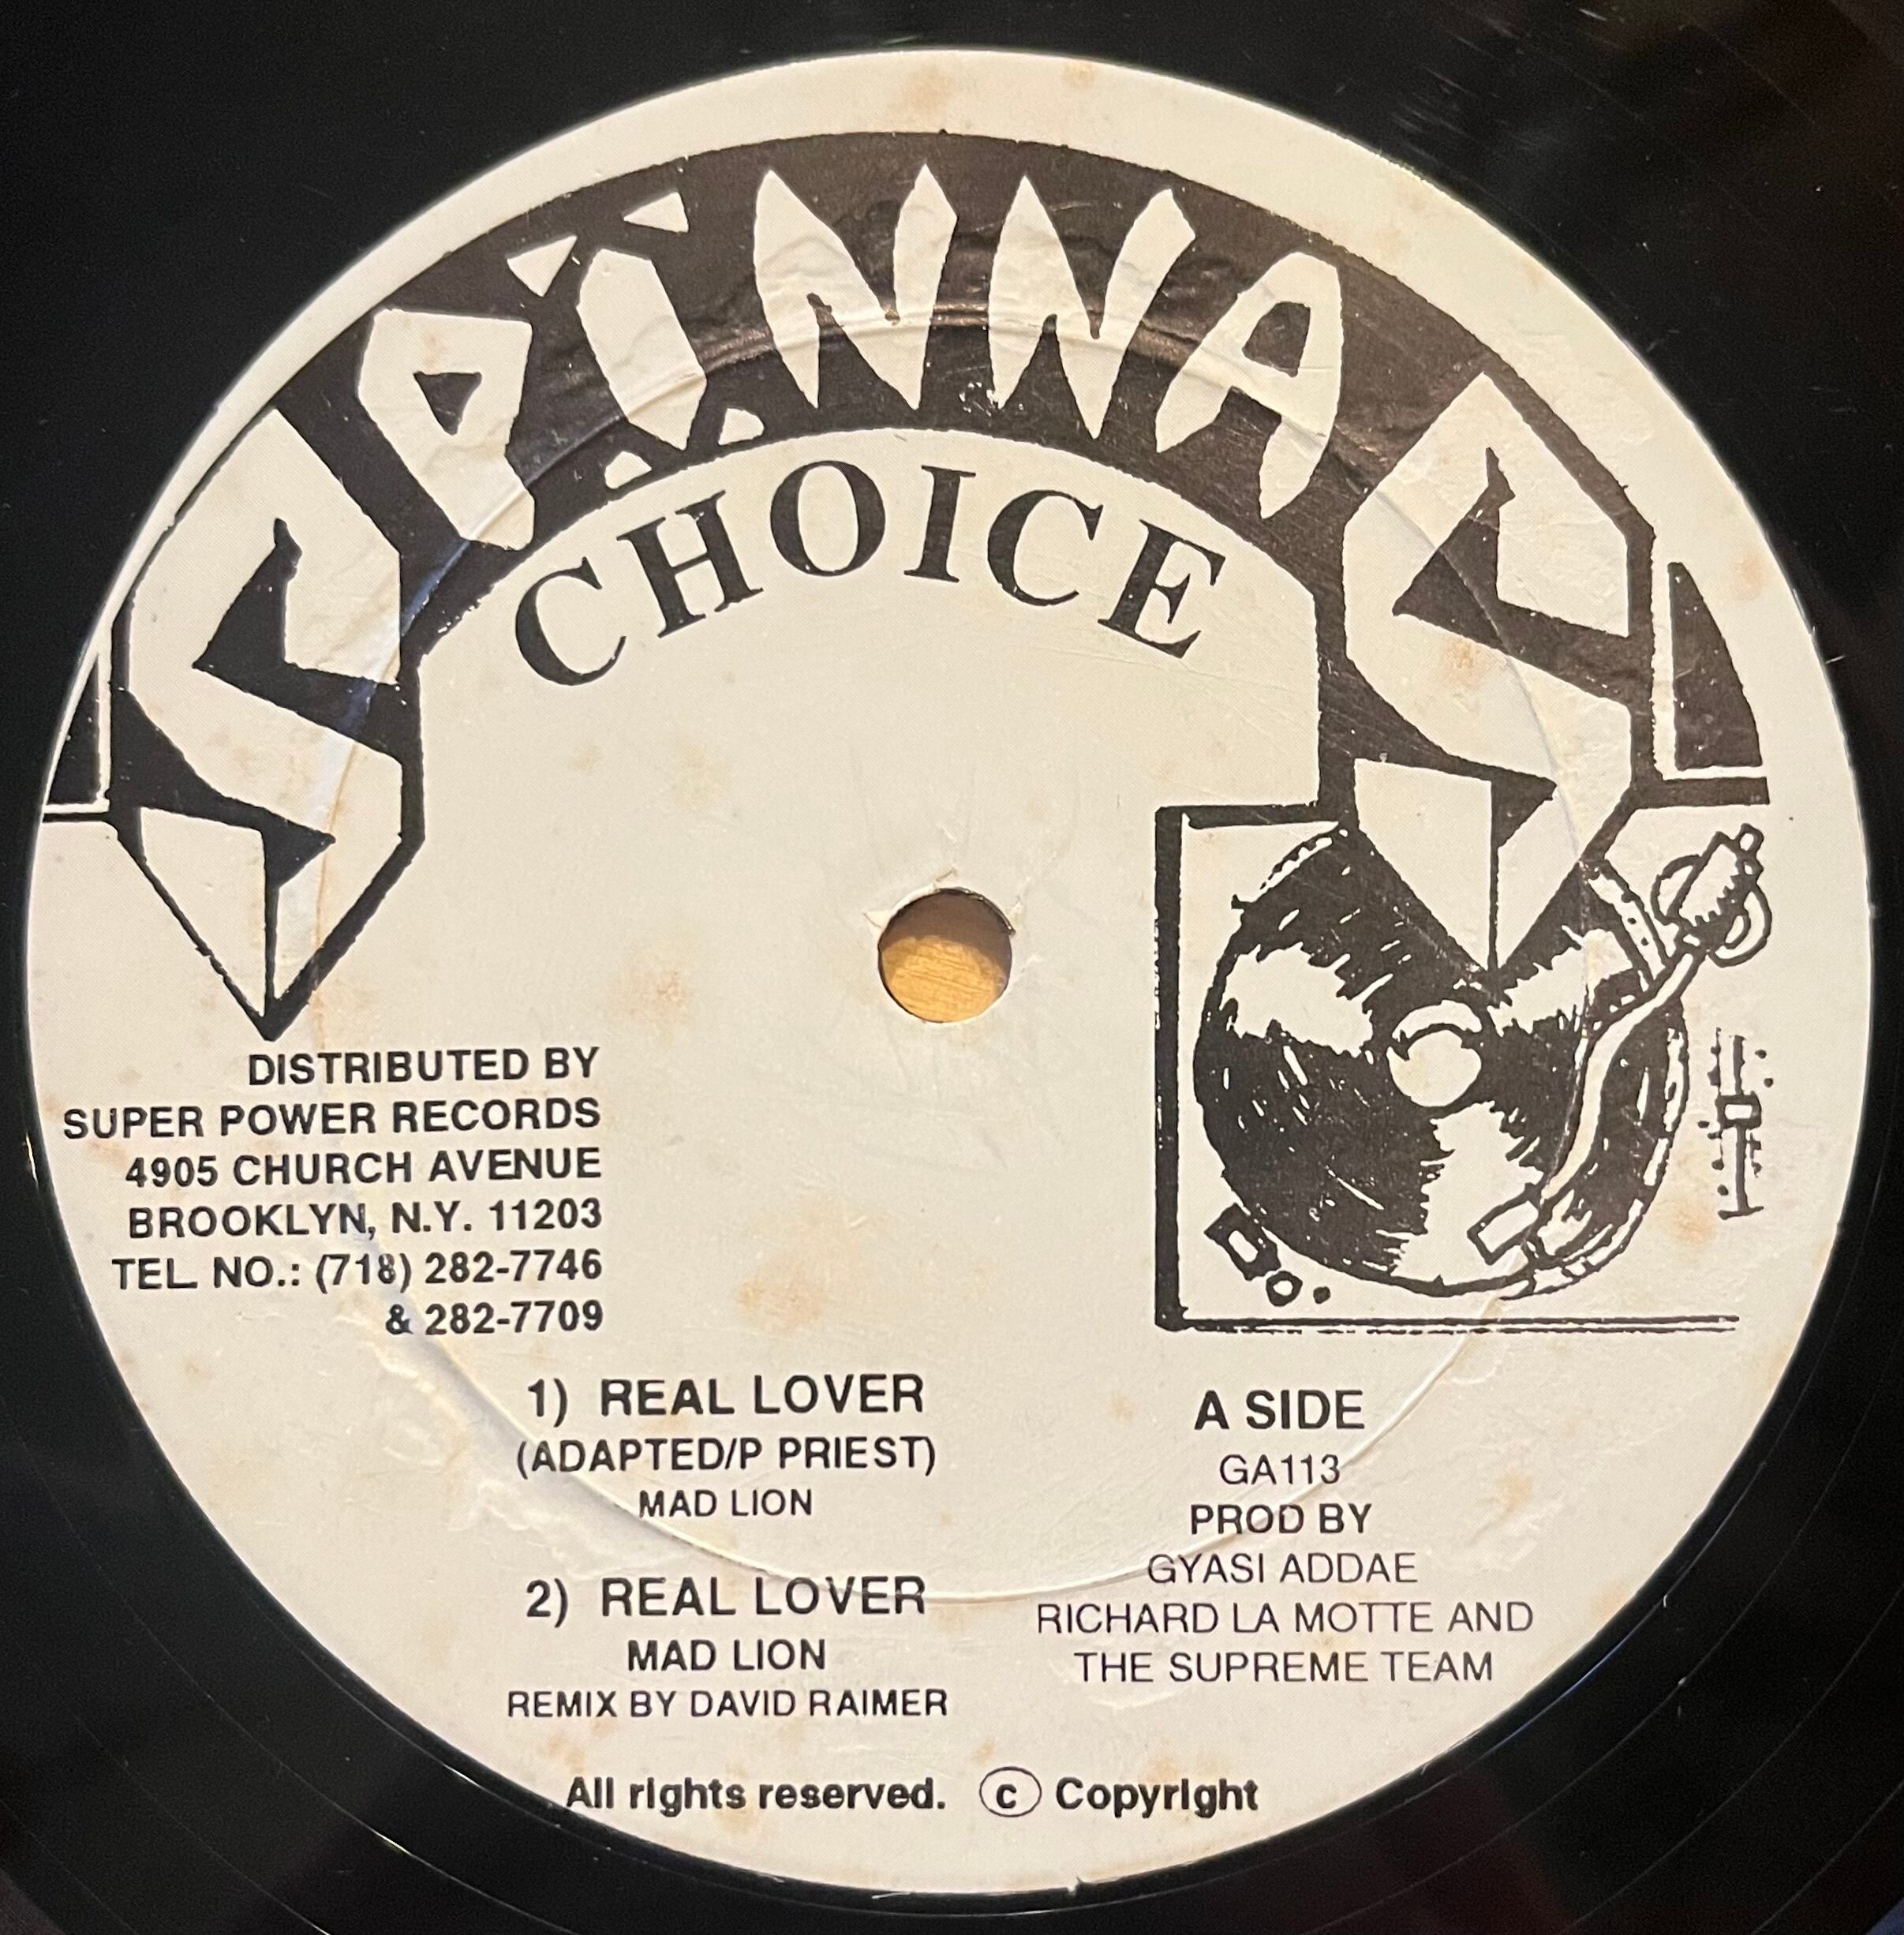 SPINNAS
CHOICE
DISTRIBUTED BY
SUPER POWER RECORDS
4905 CHURCH AVENUE
BROOKLYN, N.Y. 11203
TEL. NO.: (718) 282-7746
& 282-7709
1) REAL LOVER
(ADAPTED/P PRIEST)
MAD LION
2) REAL LOVER
MAD LION
REMIX BY DAVID RAIMER
A SIDE
GA113
PROD BY
GYASI ADDAE
RICHARD LA MOTTE AND
THE SUPREME TEAM
All rights reserved. © Copyright